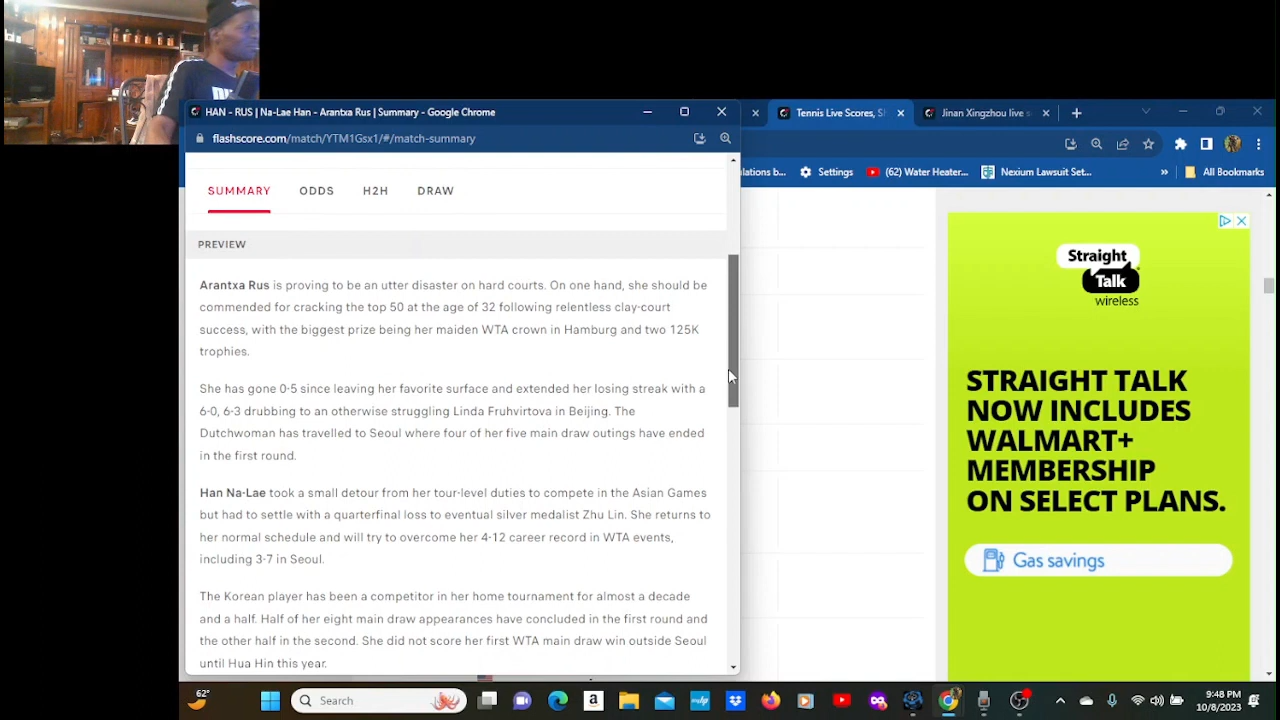 HAN - RUS | Na-Lae Han - Arantxa Rus | Summary - Google Chrome
Tennis Live Scores, S
Jinan Xingzhou live s
flashscore.com/match/YTM1Gsx1/#/match-summary
ulations b...
Settings
(62) Water Heater...
Nexium Lawsuit Set...
»
All Bookmarks
SUMMARY
ODDS
H2H
DRAW
PREVIEW
Arantxa Rus is proving to be an utter disaster on hard courts. On one hand, she should be
commended for cracking the top 50 at the age of 32 following relentless clay-court
success, with the biggest prize being her maiden WTA crown in Hamburg and two 125K
trophies.
She has gone 0-5 since leaving her favorite surface and extended her losing streak with a
6-0, 6-3 drubbing to an otherwise struggling Linda Fruhvirtova in Beijing. The
Dutchwoman has travelled to Seoul where four of her five main draw outings have ended
in the first round.
Han Na-Lae took a small detour from her tour-level duties to compete in the Asian Games
but had to settle with a quarterfinal loss to eventual silver medalist Zhu Lin. She returns to
her normal schedule and will try to overcome her 4-12 career record in WTA events,
including 3-7 in Seoul.
The Korean player has been a competitor in her home tournament for almost a decade
and a half. Half of her eight main draw appearances have concluded in the first round and
the other half in the second. She did not score her first WTA main draw win outside Seoul
until Hua Hin this year.
Straight
Talk
wireless
STRAIGHT TALK
NOW INCLUDES
WALMART+
MEMBERSHIP
ON SELECT PLANS.
Gas savings
62°
Search
9:48 PM
10/8/2023